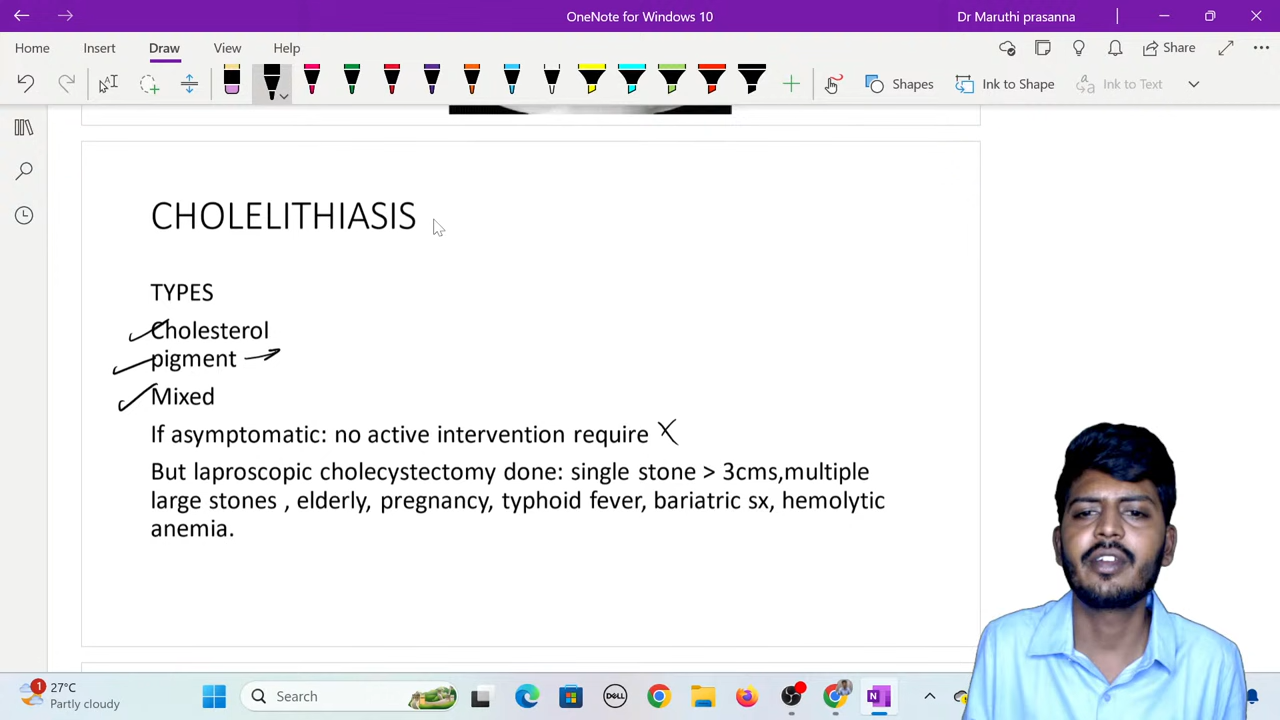 OneNote for Windows 10
Dr Maruthi prasanna
Home
Insert
Draw
View
Help
Share
Shapes
Ink to Shape
Ink to Text
CHOLELITHIASIS
TYPES
Cholesterol
pigment
Mixed
If asymptomatic: no active intervention require
But laproscopic cholecystectomy done: single stone > 3cms,multiple
large stones , elderly, pregnancy, typhoid fever, bariatric sx, hemolytic
anemia.
1
27°C
Partly cloudy
Search
DELL
N